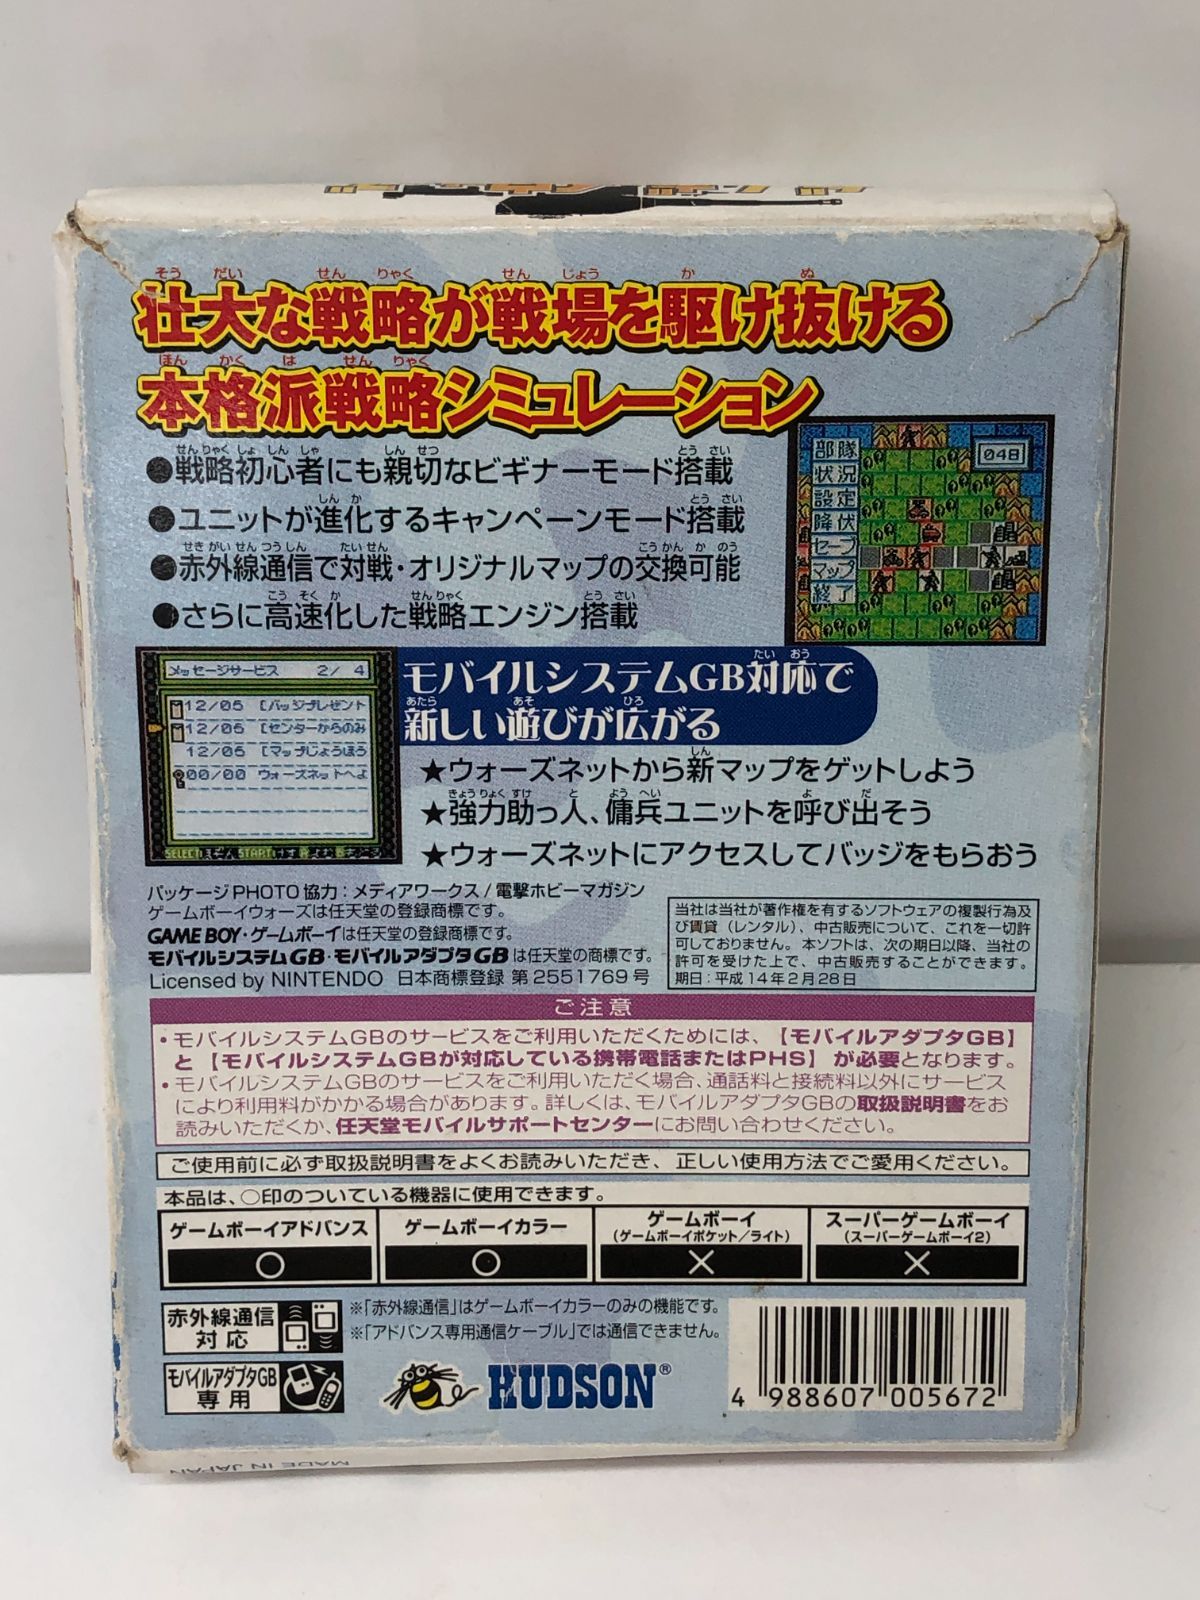 壮大な戦略が戦場を駆け抜ける
本格派戦略シミュレーション
●戦略初心者にも親切なビギナーモード搭載
●ユニットが進化するキャンペーンモード搭載
●赤外線通信で対戦・オリジナルマップの交換可能
●さらに高速化した戦略エンジン搭載
部隊
状況
設定
降伏
セーブ
マップ
終了
048
メッセージサービス 2/ 4
12/05 [バッジプレゼント
12/05 [センターからのみ
12/05 [マップじょうほう
00/00 ウォーズネットへよ
モバイルシステムGB対応で
新しい遊びが広がる
★ウォーズネットから新マップをゲットしよう
★強力助っ人、傭兵ユニットを呼び出そう
★ウォーズネットにアクセスしてバッジをもらおう
パッケージPHOTO協力：メディアワークス/電撃ホビーマガジン
ゲームボーイウォーズは任天堂の登録商標です。
GAME BOY・ゲームボーイは任天堂の登録商標です。
モバイルシステムGB・モバイルアダプタGBは任天堂の商標です。
Licensed by NINTENDO 日本商標登録 第2551769号
当社は当社が著作権を有するソフトウェアの複製行為及
び賃貸（レンタル）、中古販売について、これを一切許
可しておりません。本ソフトは、次の期日以降、当社の
許可を受けた上で、中古販売することができます。
期日：平成14年2月28日
ご注意
・モバイルシステムGBのサービスをご利用いただくためには、【モバイルアダプタGB】
と【モバイルシステムGBが対応している携帯電話またはPHS】が必要となります。
・モバイルシステムGBのサービスをご利用いただく場合、通話料と接続料以外にサービス
により利用料がかかる場合があります。詳しくは、モバイルアダプタGBの取扱説明書をお
読みいただくか、任天堂モバイルサポートセンターにお問い合わせください。
ご使用前に必ず取扱説明書をよくお読みいただき、正しい使用方法でご愛用ください。
本品は、○印のついている機器に使用できます。
ゲームボーイアドバンス
○
ゲームボーイカラー
○
ゲームボーイ
（ゲームボーイポケット／ライト）
×
スーパーゲームボーイ
（スーパーゲームボーイ2）
×
赤外線通信
対応
※「赤外線通信」はゲームボーイカラーのみの機能です。
※「アドバンス専用通信ケーブル」では通信できません。
モバイルアダプタGB
専用
HUDSON®
4 988607 005672
MADE IN JAPAN